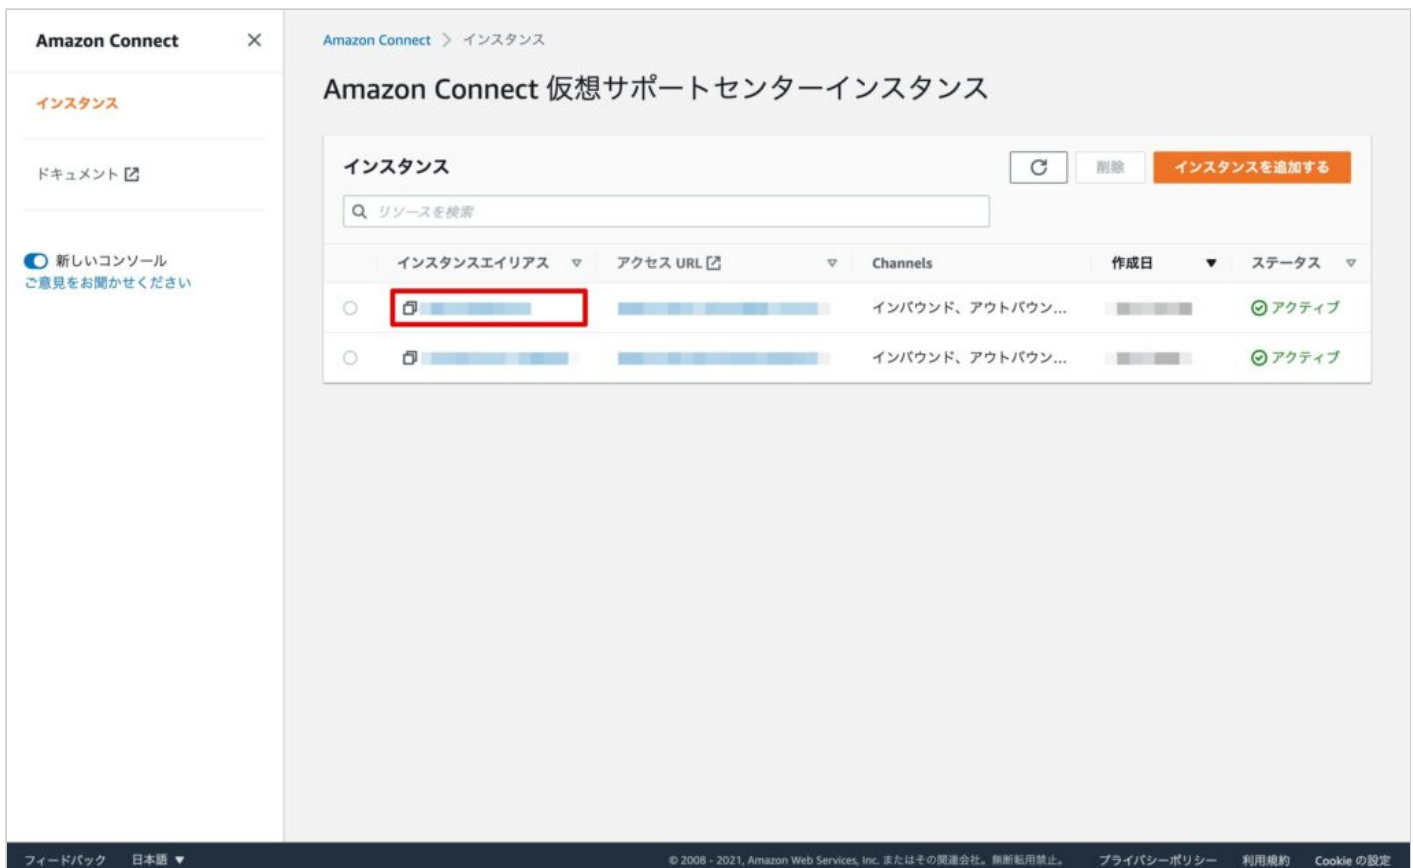 Amazon Connect
インスタンス
ドキュメント
新しいコンソール
ご意見をお聞かせください
Amazon Connect > インスタンス
Amazon Connect 仮想サポートセンターインスタンス
インスタンス
削除
インスタンスを追加する
リソースを検索
インスタンスエイリアス アクセス URL Channels 作成日 ステータス
インバウンド、アウトバウン... アクティブ
インバウンド、アウトバウン... アクティブ
フィードバック 日本語 © 2008 - 2021, Amazon Web Services, Inc. またはその関連会社。無断転用禁止。 プライバシーポリシー 利用規約 Cookie の設定